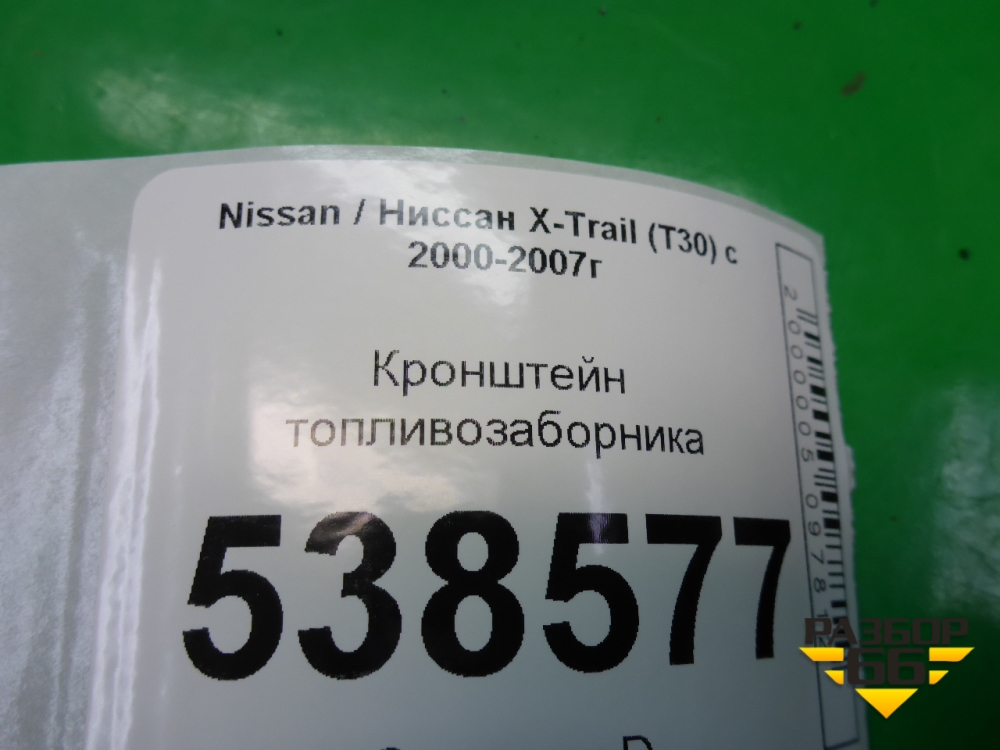 Nissan / Ниссан X-Trail (T30) с
2000-2007г
Кронштейн
топливозаборника
538577
РАЗБОР
66